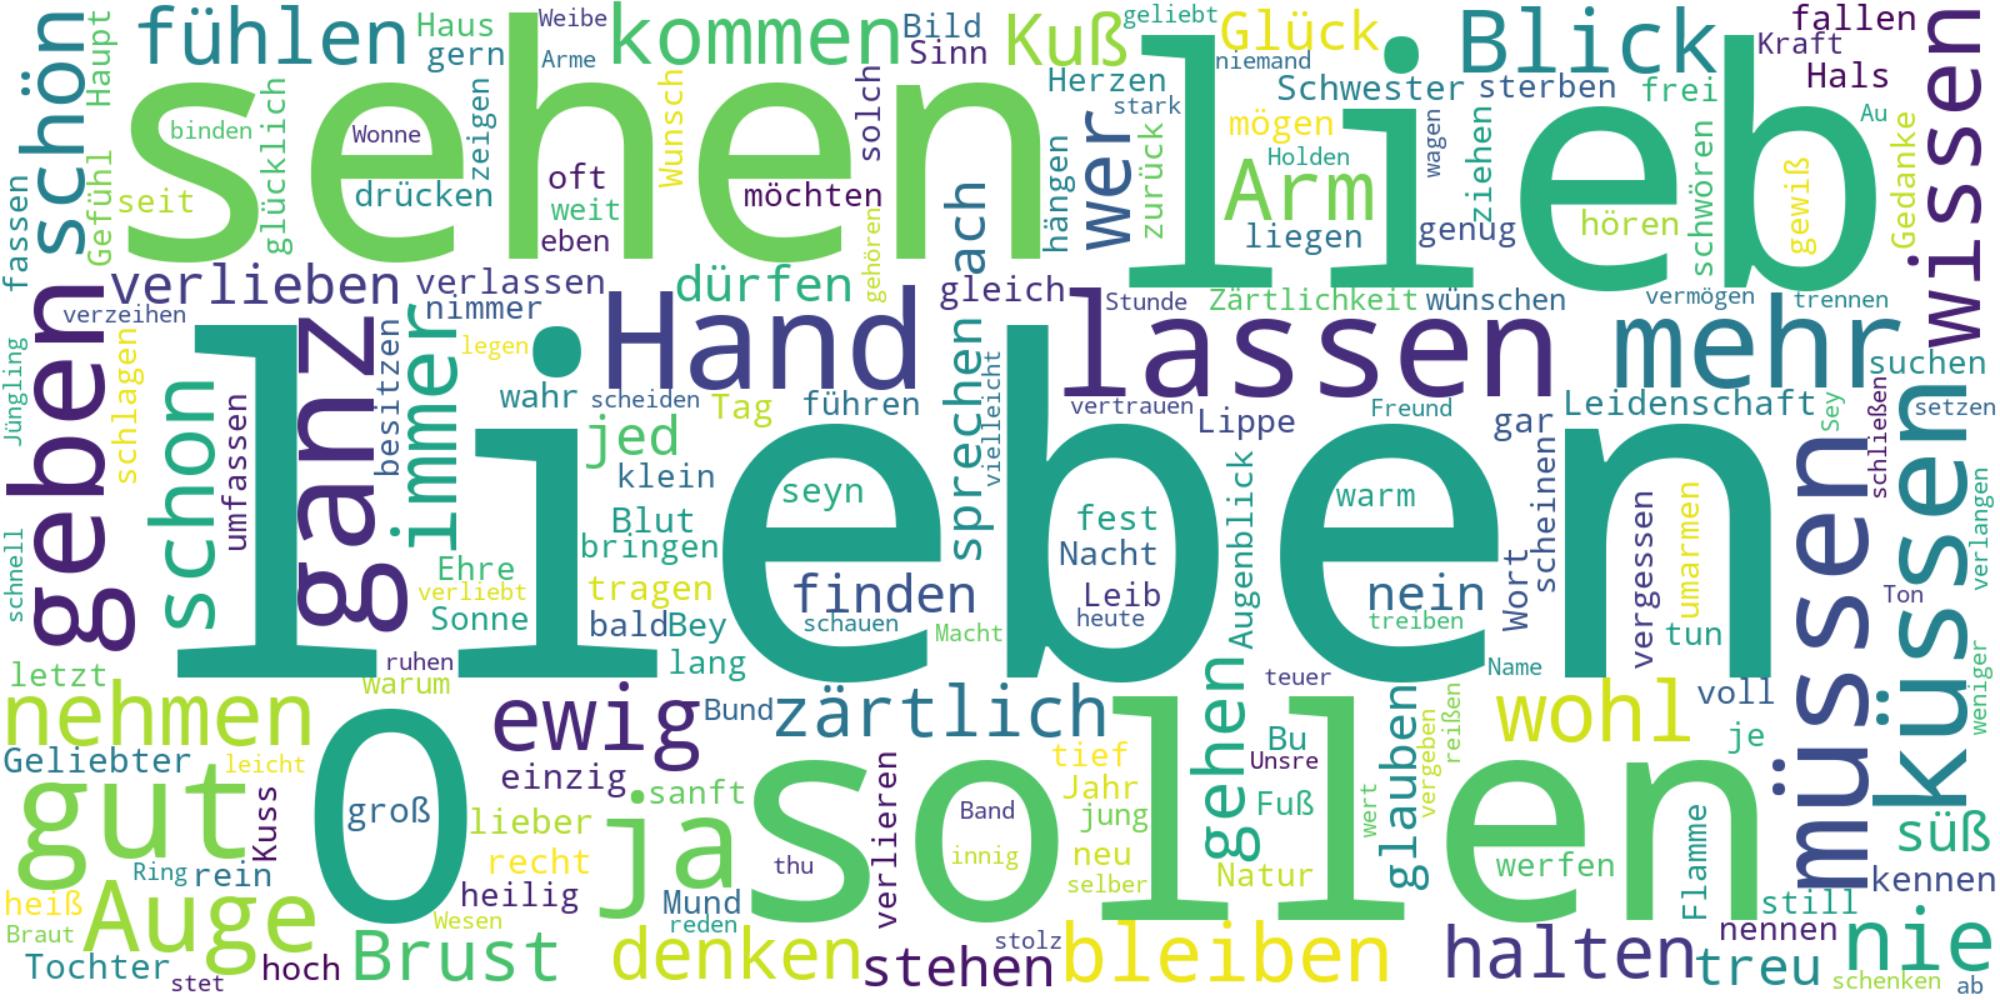 schön
fühlen
Haus
gern
Haupt
sehen
kommen
Weibe
Arme
Bild
Sinn
Kuß
geliebt
Glück
niemand
Blick
fallen
Kraft
Hals
wissen
Herzen
stark
Schwester
sterben
frei
lieb
Au
Gedanke
fassen
Gefühl
binden
seit
glücklich
Wonne
drücken
zeigen
oft
weit
eben
Wunsch
solch
möchten
gehören
ach
hängen
wer
zurück
mögen
Holden
Arm
liegen
wagen
ziehen
genug
hören
schwören
gewiß
geben
verlieben
verzeihen
verlassen
nimmer
dürfen
gleich
Stunde
Zärtlichkeit
wünschen
vermögen
trennen
Jüngling
schlagen
schon
umfassen
ganz
besitzen
immer
legen
wahr
scheiden
Hand
lassen
mehr
suchen
Tag
führen
sprechen
vielleicht
vertrauen
Lippe
Freund
gar
Leidenschaft
Sey
schließen
setzen
lieben
jed
klein
Blut
bringen
seyn
fest
Nacht
Leib
heute
Augenblick
warm
nein
treiben
Wort
scheinen
vergessen
umarmen
tun
müssen
küssen
verlangen
Ton
weniger
schnell
Ehre
verliebt
Sonne
tragen
bald
Bey
lang
finden
schauen
Macht
Name
letzt
ruhen
warum
nehmen
ewig
Bund
zärtlich
gehen
teuer
Bu
Unsre
glauben
reißen
vergeben
wohl
voll
je
Geliebter
leicht
gut
Kuss
O
groß
einzig
sanft
lieber
ja
recht
heilig
sollen
thu
verlieren
Band
innig
tief
Jahr
jung
neu
selber
Fuß
Natur
wert
werfen
Flamme
süß
kennen
Ring
rein
heiß
Braut
Auge
Tochter
stet
hoch
Brust
Wesen
Mund
reden
denken
stehen
stolz
bleiben
halten
treu
still
nennen
nie
schenken
ab